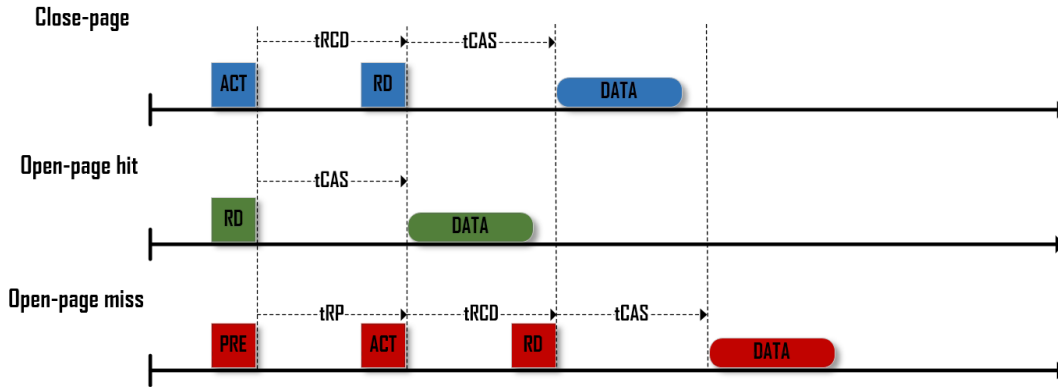 Close-page
tRCD tCAS
ACT RD DATA
Open-page hit
tCAS
RD DATA
Open-page miss
tRP tRCD tCAS
PRE ACT RD DATA